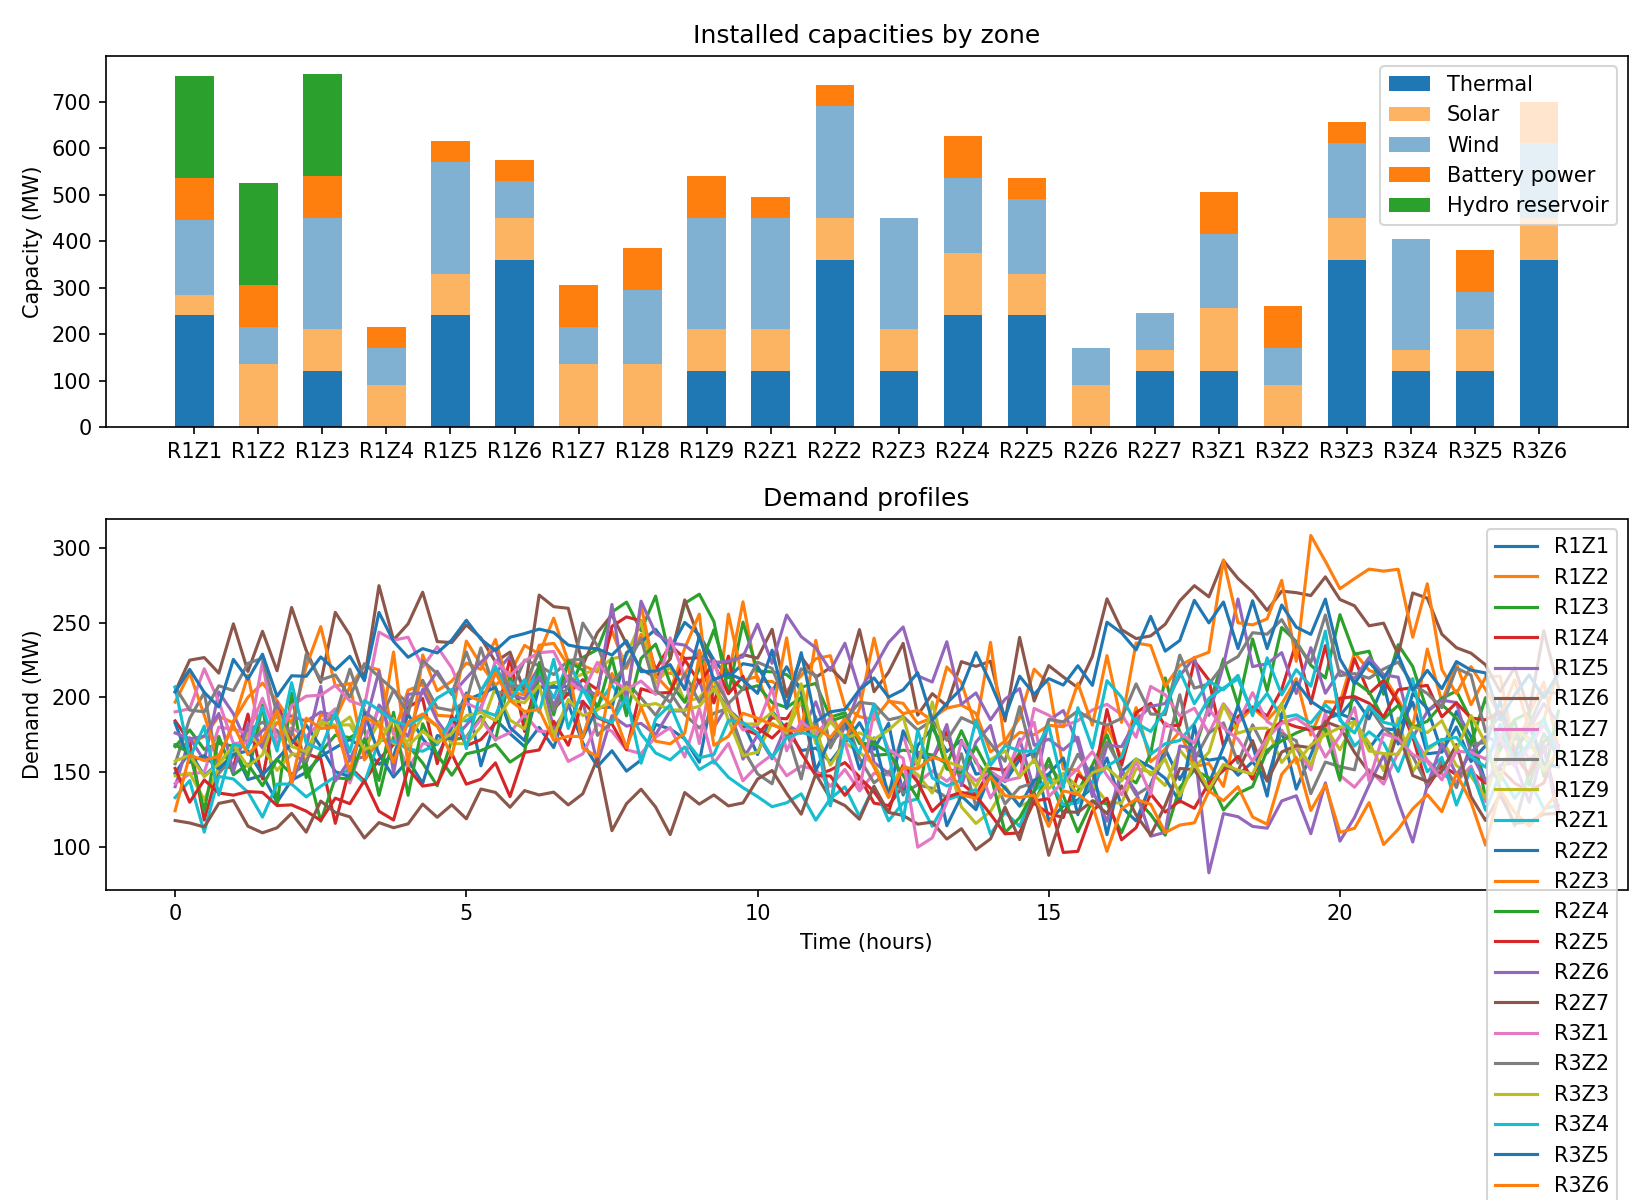 Installed capacities by zone
Capacity (MW)
700
600
500
400
300
200
100
0
Thermal
Solar
Wind
Battery power
Hydro reservoir
R1Z1 R1Z2 R1Z3 R1Z4 R1Z5 R1Z6 R1Z7 R1Z8 R1Z9 R2Z1 R2Z2 R2Z3 R2Z4 R2Z5 R2Z6 R2Z7 R3Z1 R3Z2 R3Z3 R3Z4 R3Z5 R3Z6
Demand profiles
Demand (MW)
300
250
200
150
100
0 5 10 15 20
Time (hours)
R1Z1
R1Z2
R1Z3
R1Z4
R1Z5
R1Z6
R1Z7
R1Z8
R1Z9
R2Z1
R2Z2
R2Z3
R2Z4
R2Z5
R2Z6
R2Z7
R3Z1
R3Z2
R3Z3
R3Z4
R3Z5
R3Z6